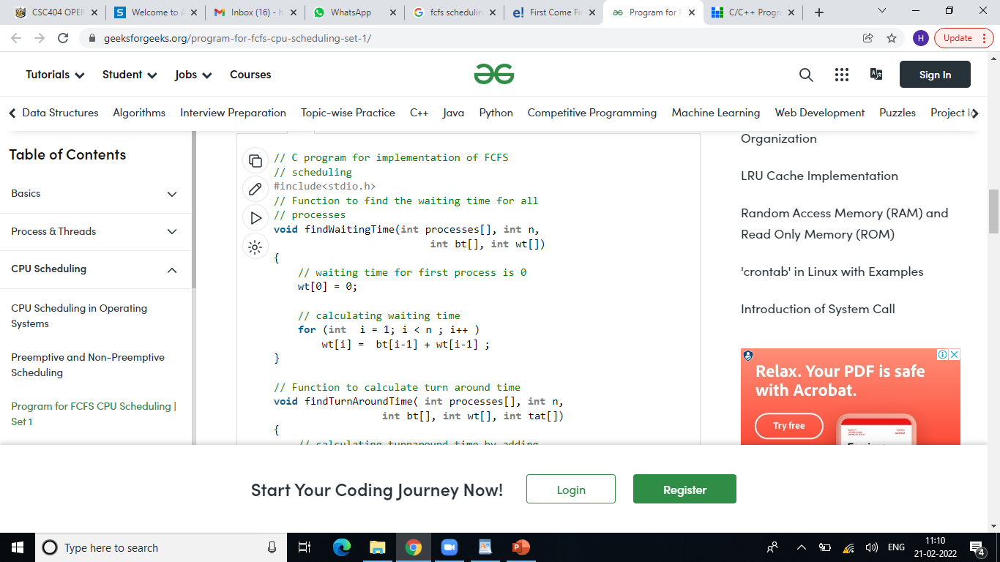 CSC404 OPER
Welcome to A
Inbox (16) - h
WhatsApp
fcfs schedulin
First Come Fi
Program for F
C/C++ Progra
geeksforgeeks.org/program-for-fcfs-cpu-scheduling-set-1/
H
Update
Tutorials
Student
Jobs
Courses
Sign In
Data Structures
Algorithms
Interview Preparation
Topic-wise Practice
C++
Java
Python
Competitive Programming
Machine Learning
Web Development
Puzzles
Project I
Table of Contents
Basics
Process & Threads
CPU Scheduling
CPU Scheduling in Operating
Systems
Preemptive and Non-Preemptive
Scheduling
Program for FCFS CPU Scheduling |
Set 1
// C program for implementation of FCFS
// scheduling
#include<stdio.h>
// Function to find the waiting time for all
// processes
void findWaitingTime(int processes[], int n,
int bt[], int wt[])
{
// waiting time for first process is 0
wt[0] = 0;
// calculating waiting time
for (int  i = 1; i < n ; i++ )
wt[i] =  bt[i-1] + wt[i-1] ;
}
// Function to calculate turn around time
void findTurnAroundTime( int processes[], int n,
int bt[], int wt[], int tat[])
{
// calculating turnaround time by adding
Organization
LRU Cache Implementation
Random Access Memory (RAM) and
Read Only Memory (ROM)
'crontab' in Linux with Examples
Introduction of System Call
Relax. Your PDF is safe
with Acrobat.
Try free
Start Your Coding Journey Now!
Login
Register
Type here to search
ENG
11:10
21-02-2022
4